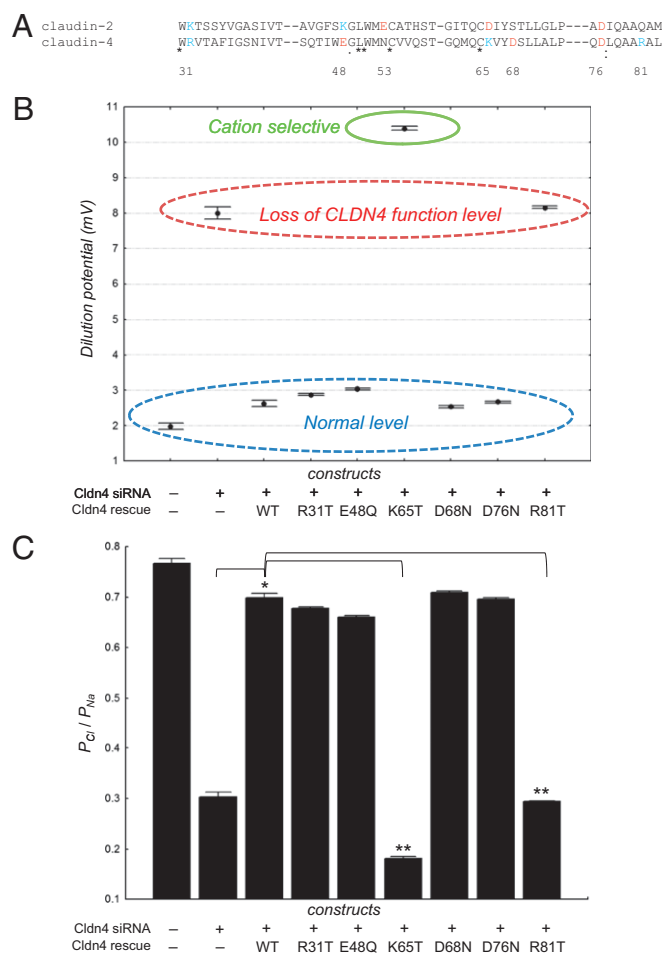 A
claudin-2 WKTSSYVGASIVT--AVGFSKGLWMECATHST-GITQCDIYSTLLGLP---ADIQAAQAM
claudin-4 WRVTAFIGSNIVT--SQTIWEGLWMNCVVQST-GQMQCKVYDSLLALP----QDLQAARAL
* : ** * * :
31 48 53 65 68 76 81
B
11
Cation selective
10
9
Loss of CLDN4 function level
8
7
6
5
4
3
Normal level
2
1
Dilution potential (mV)
constructs
Cldn4 siRNA – + + + + + + + +
Cldn4 rescue – – WT R31T E48Q K65T D68N D76N R81T
C
0.8
*
0.7
0.6
0.5
0.4
0.3
**
0.2
**
0.1
PCl / PNa
constructs
Cldn4 siRNA – + + + + + + + +
Cldn4 rescue – – WT R31T E48Q K65T D68N D76N R81T